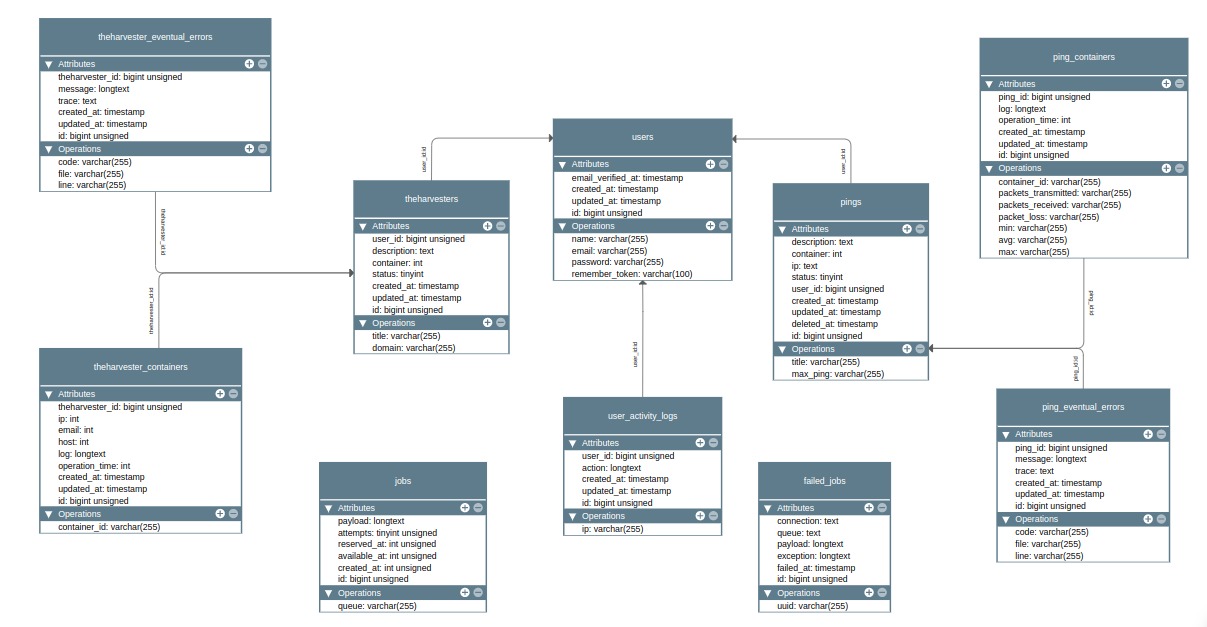 theharvester_eventual_errors
Attributes
theharvester_id: bigint unsigned
message: longtext
trace: text
created_at: timestamp
updated_at: timestamp
id: bigint unsigned
Operations
code: varchar(255)
file: varchar(255)
line: varchar(255)
theharvester_id:id
theharvester_id:id
theharvester_containers
Attributes
theharvester_id: bigint unsigned
ip: int
email: int
host: int
log: longtext
operation_time: int
created_at: timestamp
updated_at: timestamp
id: bigint unsigned
Operations
container_id: varchar(255)
user_id:id
theharvesters
Attributes
user_id: bigint unsigned
description: text
container: int
status: tinyint
created_at: timestamp
updated_at: timestamp
id: bigint unsigned
Operations
title: varchar(255)
domain: varchar(255)
jobs
Attributes
payload: longtext
attempts: tinyint unsigned
reserved_at: int unsigned
available_at: int unsigned
created_at: int unsigned
id: bigint unsigned
Operations
queue: varchar(255)
users
Attributes
email_verified_at: timestamp
created_at: timestamp
updated_at: timestamp
id: bigint unsigned
Operations
name: varchar(255)
email: varchar(255)
password: varchar(255)
remember_token: varchar(100)
user_id:id
user_activity_logs
Attributes
user_id: bigint unsigned
action: longtext
created_at: timestamp
updated_at: timestamp
id: bigint unsigned
Operations
ip: varchar(255)
user_id:id
pings
Attributes
description: text
container: int
ip: text
status: tinyint
user_id: bigint unsigned
created_at: timestamp
updated_at: timestamp
deleted_at: timestamp
id: bigint unsigned
Operations
title: varchar(255)
max_ping: varchar(255)
failed_jobs
Attributes
connection: text
queue: text
payload: longtext
exception: longtext
failed_at: timestamp
id: bigint unsigned
Operations
uuid: varchar(255)
ping_containers
Attributes
ping_id: bigint unsigned
log: longtext
operation_time: int
created_at: timestamp
updated_at: timestamp
id: bigint unsigned
Operations
container_id: varchar(255)
packets_transmitted: varchar(255)
packets_received: varchar(255)
packet_loss: varchar(255)
min: varchar(255)
avg: varchar(255)
max: varchar(255)
ping_id:id
ping_id:id
ping_eventual_errors
Attributes
ping_id: bigint unsigned
message: longtext
trace: text
created_at: timestamp
updated_at: timestamp
id: bigint unsigned
Operations
code: varchar(255)
file: varchar(255)
line: varchar(255)